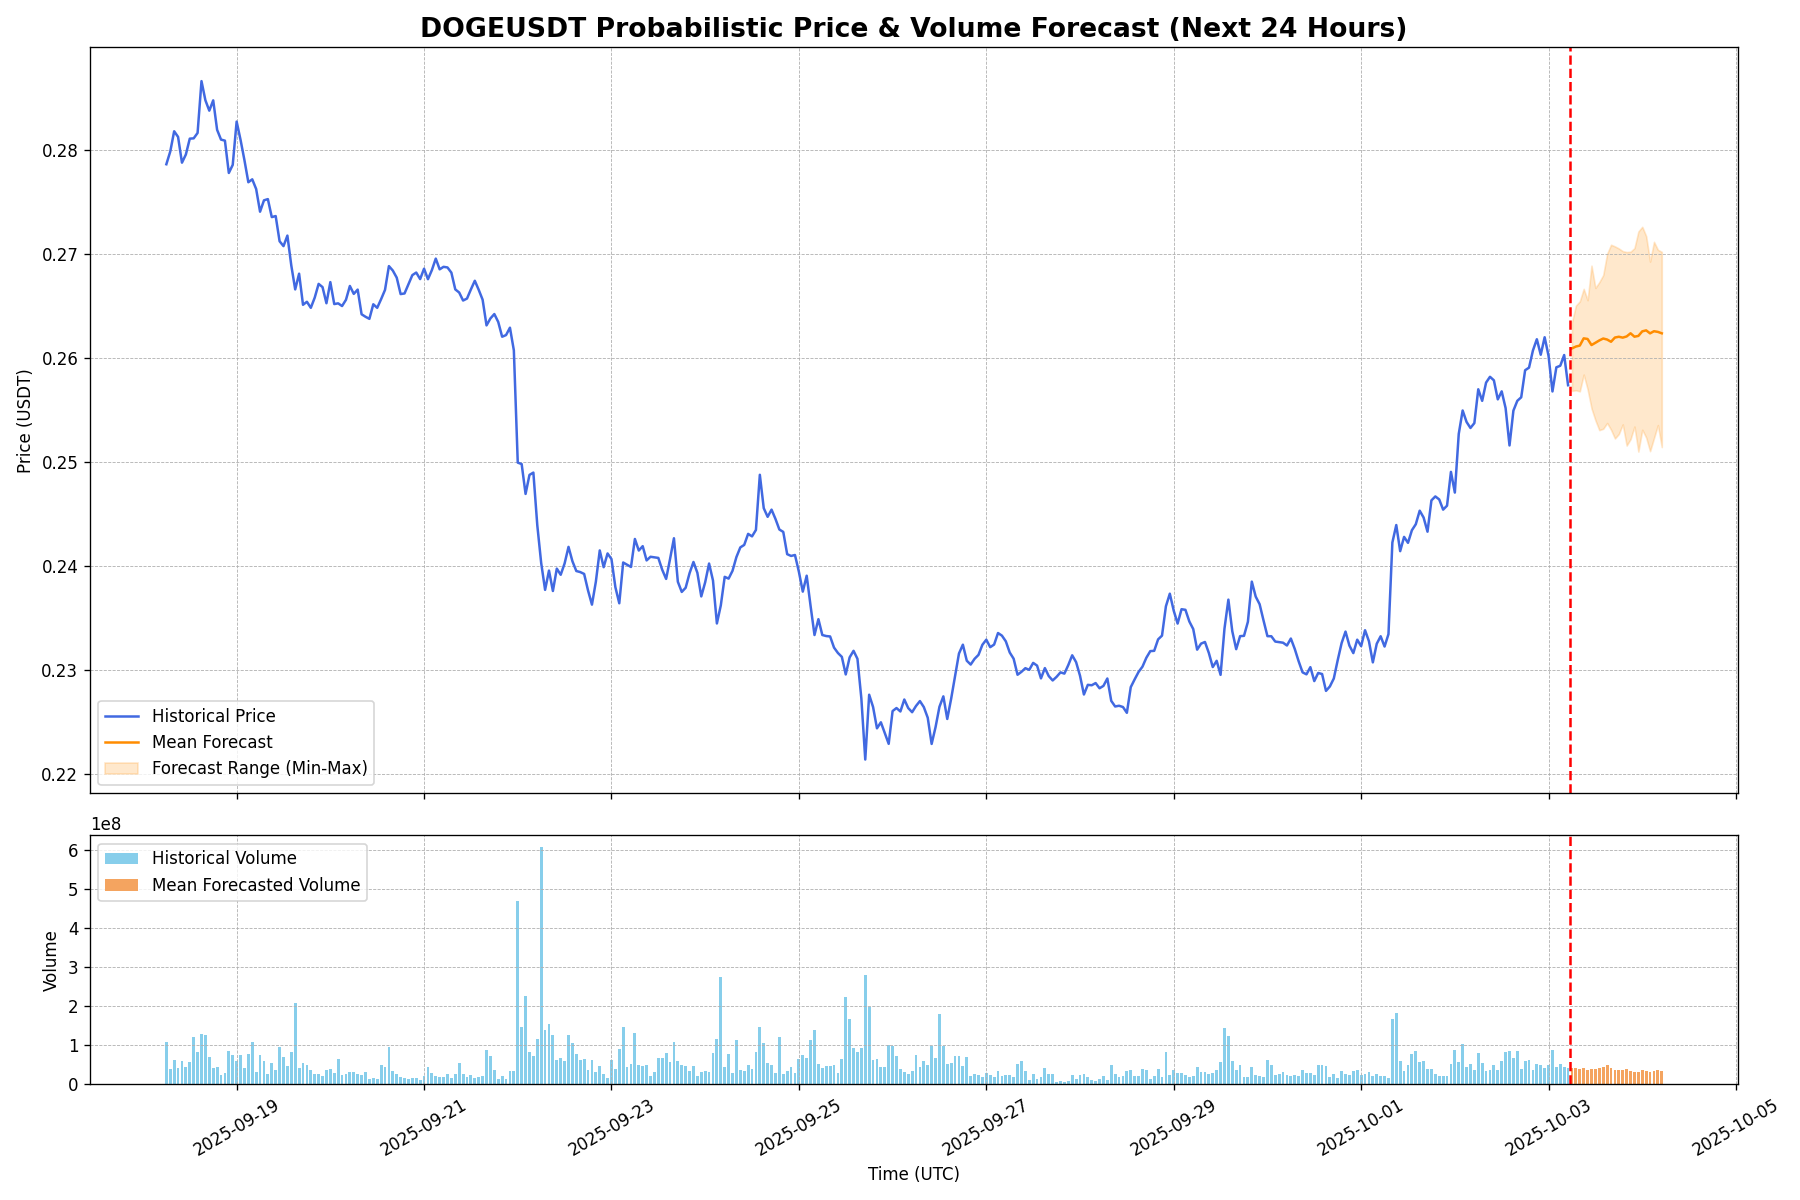 DOGEUSDT Probabilistic Price & Volume Forecast (Next 24 Hours)
Price (USDT)
0.28
0.27
0.26
0.25
0.24
0.23
0.22
Historical Price
Mean Forecast
Forecast Range (Min-Max)
1e8
Volume
6
5
4
3
2
1
0
Historical Volume
Mean Forecasted Volume
2025-09-19
2025-09-21
2025-09-23
2025-09-25
2025-09-27
2025-09-29
2025-10-01
2025-10-03
2025-10-05
Time (UTC)